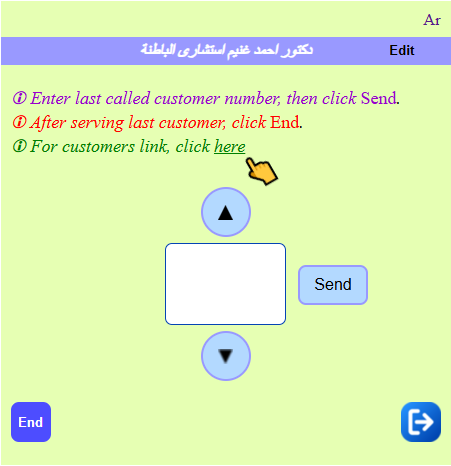 Ar
دكتور احمد غنيم استشارى الباطنة
Edit
ⓘ Enter last called customer number, then click Send.
ⓘ After serving last customer, click End.
ⓘ For customers link, click here
▲
Send
▼
End